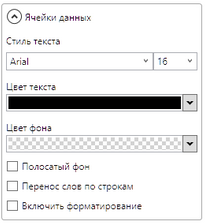 Ячейки данных
Стиль текста
Arial 16
Цвет текста
Цвет фона
Полосатый фон
Перенос слов по строкам
Включить форматирование